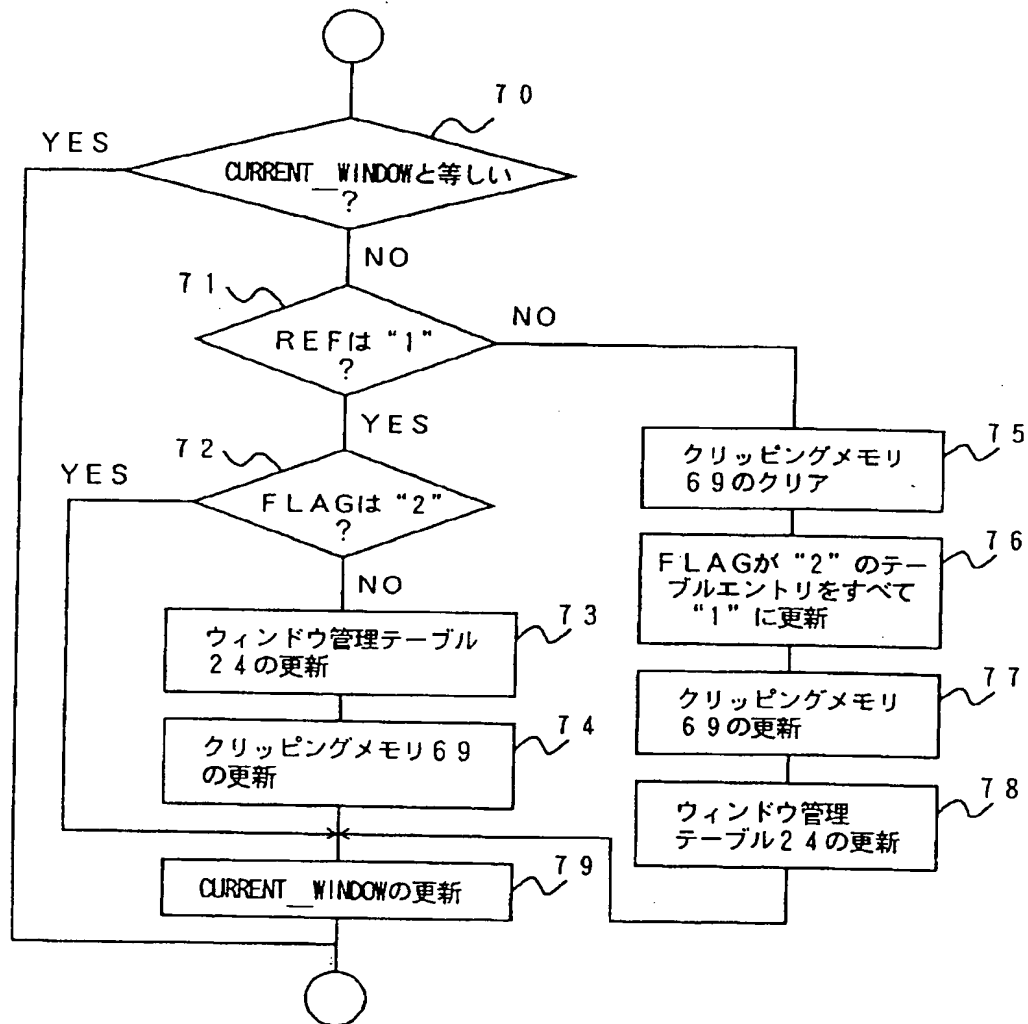 70
YES
CURRENT_WINDOWと等しい
?
NO
71
REFは“1”
?
NO
YES
72
YES
FLAGは“2”
?
NO
73
ウィンドウ管理テーブル
24の更新
74
クリッピングメモリ69
の更新
75
クリッピングメモリ
69のクリア
76
FLAGが“2”のテー
ブルエントリをすべて
“1”に更新
77
クリッピングメモリ
69の更新
78
ウィンドウ管理
テーブル24の更新
79
CURRENT_WINDOWの更新